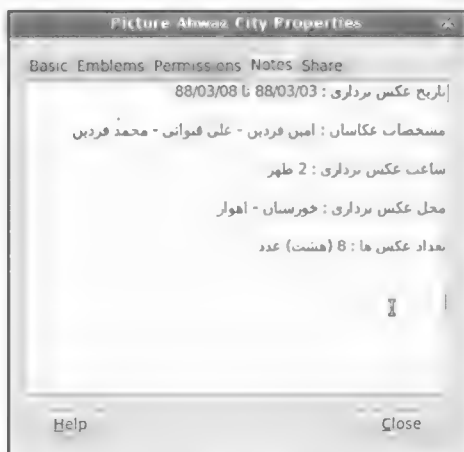 Picture Ahwaz City Properties
Basic Emblems Permissions Notes Share
تاریخ عکس برداری : 88/03/03 تا 88/03/08
مشخصات عکاسان : امین فردین - علی - محمد فردین
ساعت عکس برداری : 2 ظهر
محل عکس برداری : خوزستان - اهواز
تعداد عکس ها : 8 (هشت) عدد
Help
Close